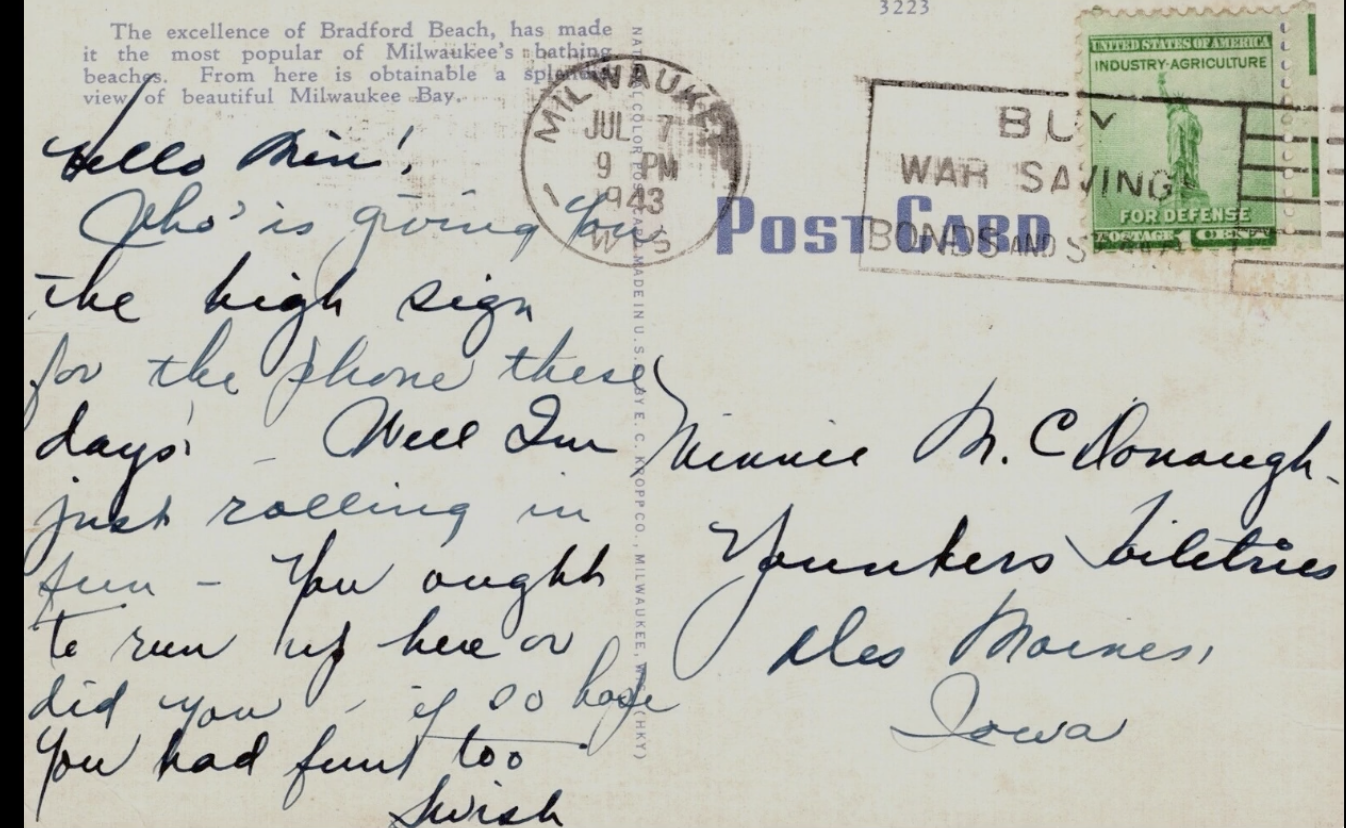 3223
The excellence of Bradford Beach, has made
it the most popular of Milwaukee's bathing
beaches. From here is obtainable a splendid
view of beautiful Milwaukee Bay.
MILWAUKEE
JUL 7
9 PM
1943
WIS
BUY
WAR SAVINGS
BONDS AND STAMPS
UNITED STATES OF AMERICA
INDUSTRY·AGRICULTURE
FOR DEFENSE
POSTAGE 1 CENT
POST CARD
NATURAL COLOR POST CARD MADE IN U.S. BY E. C. KROPP CO., MILWAUKEE, WIS. (HKY)
Hello Min!
Who' is giving You
the high sign
for the phone these
days! – Well Im
just rolling in
fun – You oughtt
to run up here or
did you – if so hope
You had funt too
Swish
Minnie M.C Donaugh.
Younkers
Des Moines,
Iowa